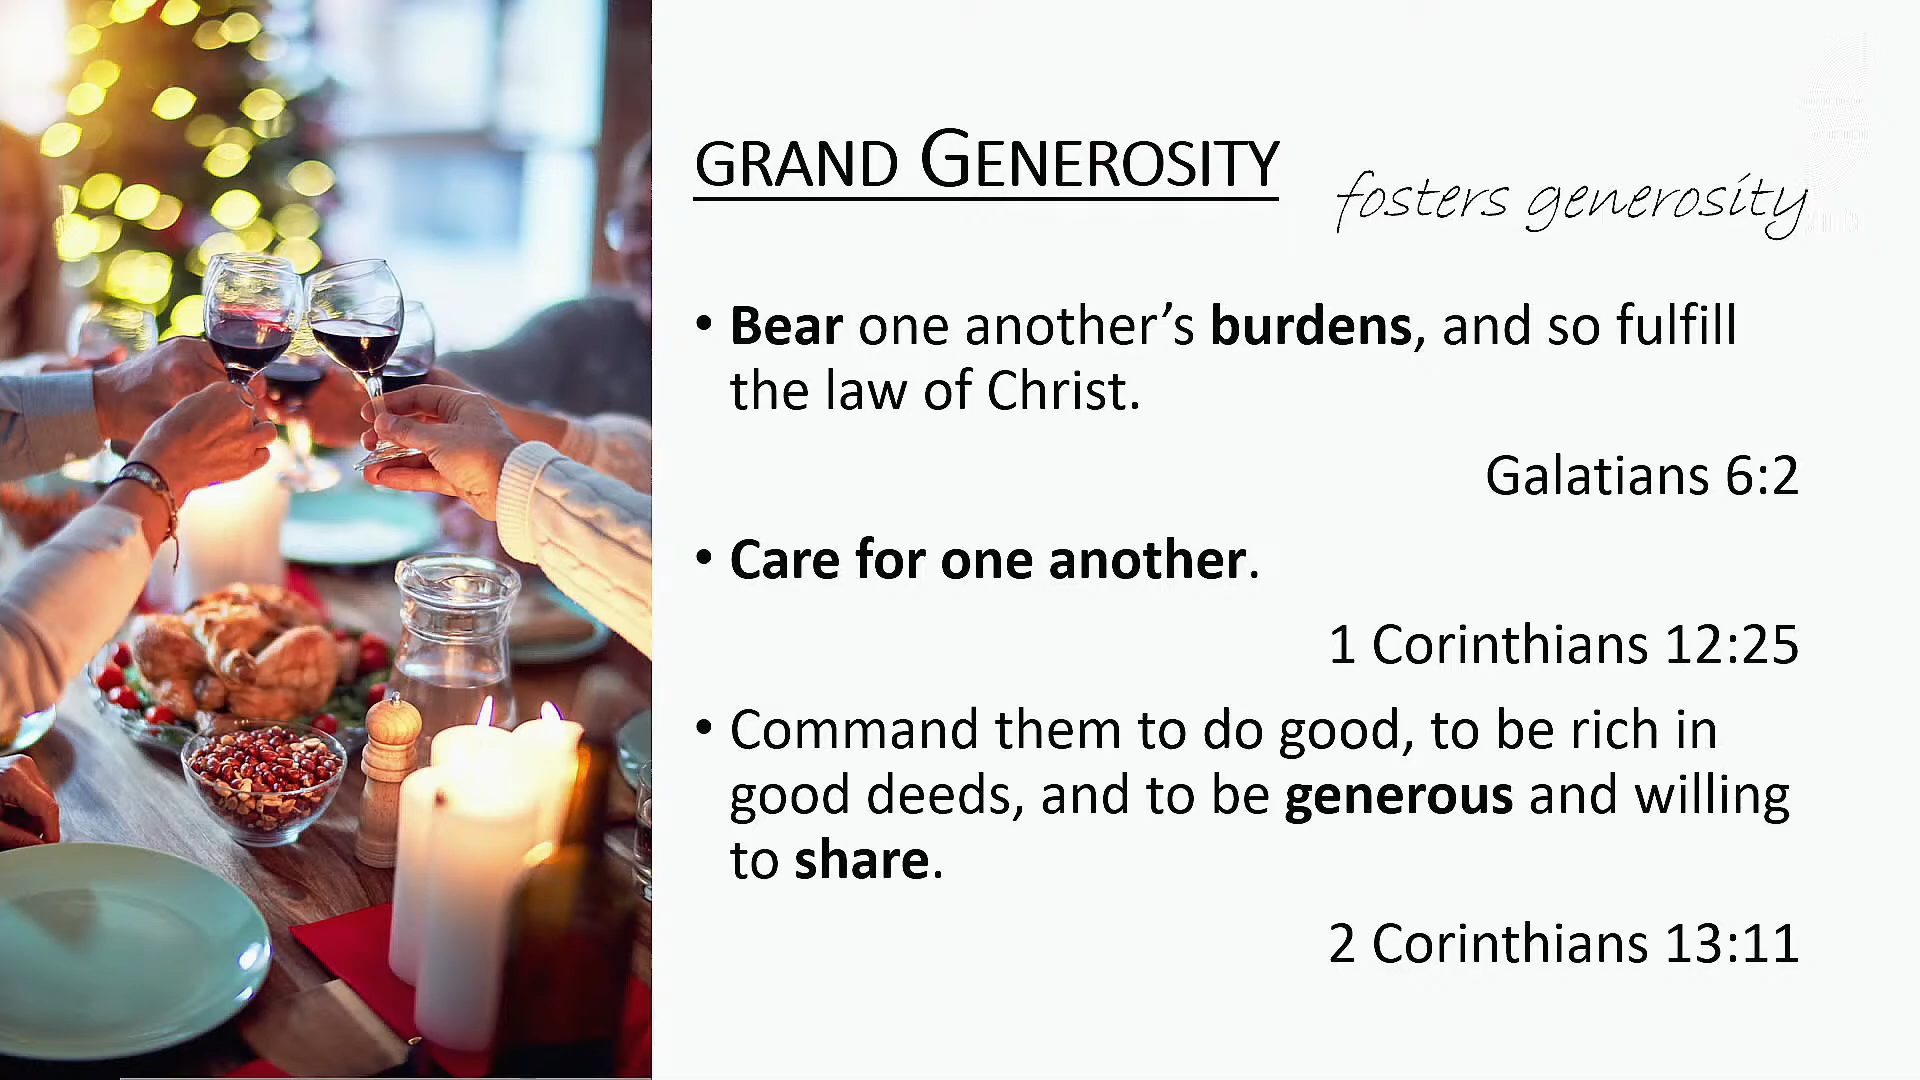 GRAND GENEROSITY
fosters generosity
• Bear one another’s burdens, and so fulfill
the law of Christ.
Galatians 6:2
• Care for one another.
1 Corinthians 12:25
• Command them to do good, to be rich in
good deeds, and to be generous and willing
to share.
2 Corinthians 13:11